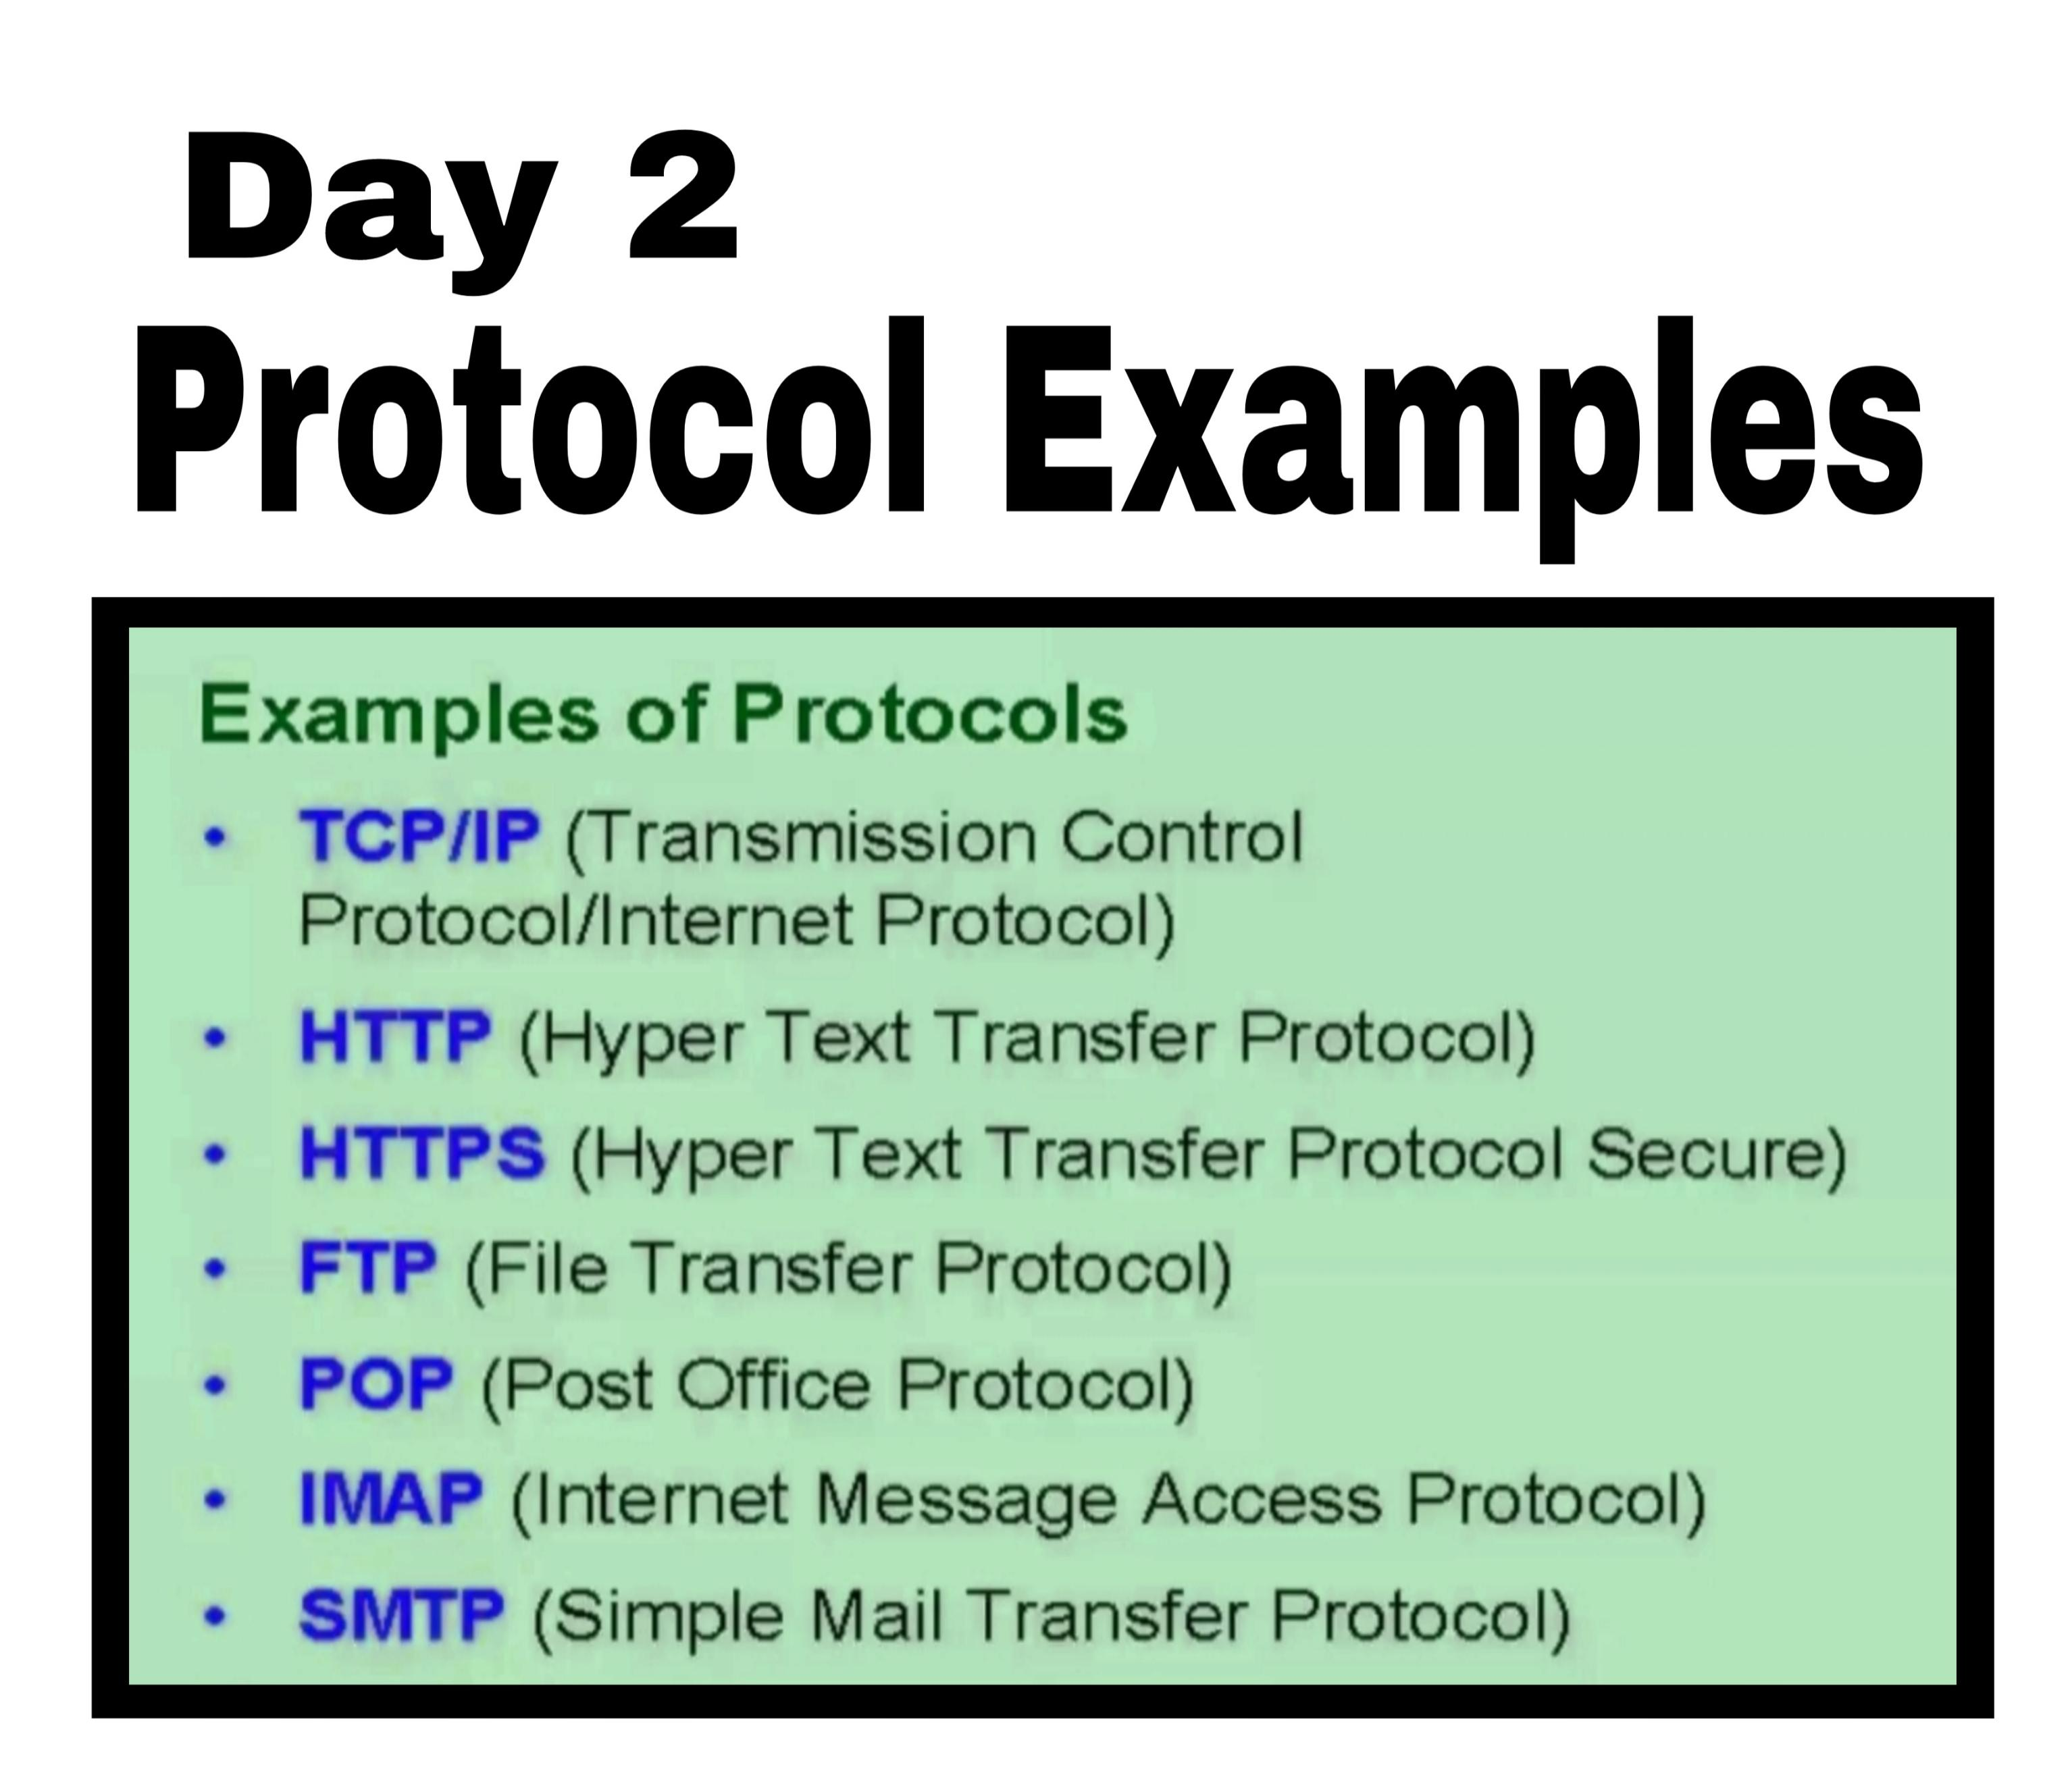 Day 2
Protocol Examples
Examples of Protocols
• TCP/IP (Transmission Control
Protocol/Internet Protocol)
• HTTP (Hyper Text Transfer Protocol)
• HTTPS (Hyper Text Transfer Protocol Secure)
• FTP (File Transfer Protocol)
• POP (Post Office Protocol)
• IMAP (Internet Message Access Protocol)
• SMTP (Simple Mail Transfer Protocol)